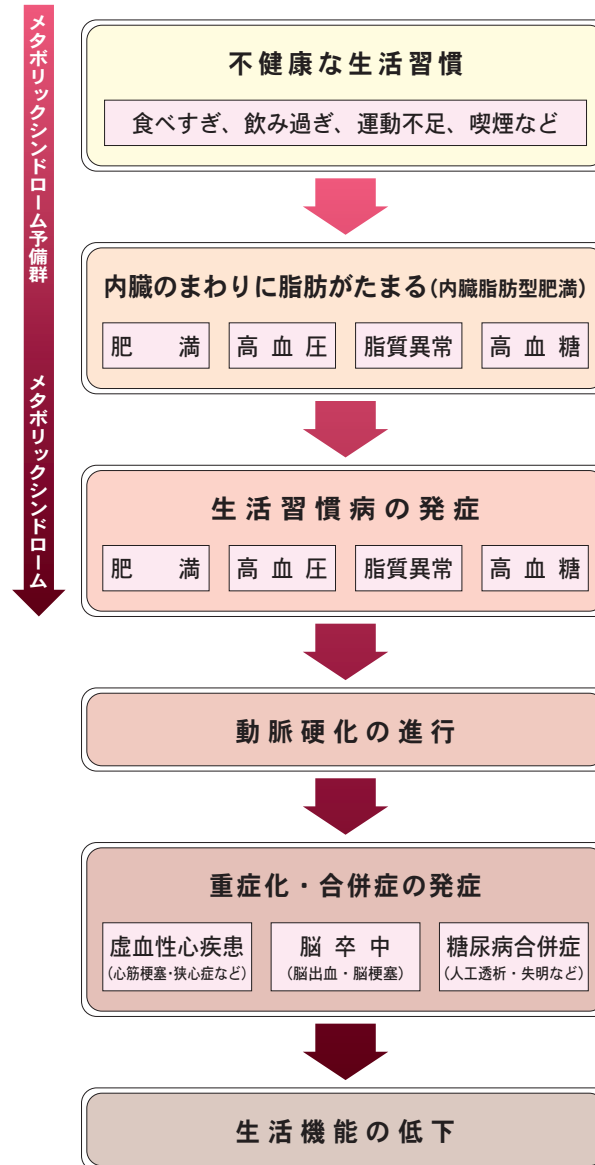 メタボリックシンドローム予備群
メタボリックシンドローム
不健康な生活習慣
食べすぎ、飲み過ぎ、運動不足、喫煙など
内臓のまわりに脂肪がたまる(内臓脂肪型肥満)
肥満 高血圧 脂質異常 高血糖
生活習慣病の発症
肥満 高血圧 脂質異常 高血糖
動脈硬化の進行
重症化・合併症の発症
虚血性心疾患 脳卒中 糖尿病合併症
(心筋梗塞・狭心症など) (脳出血・脳梗塞) (人工透析・失明など)
生活機能の低下